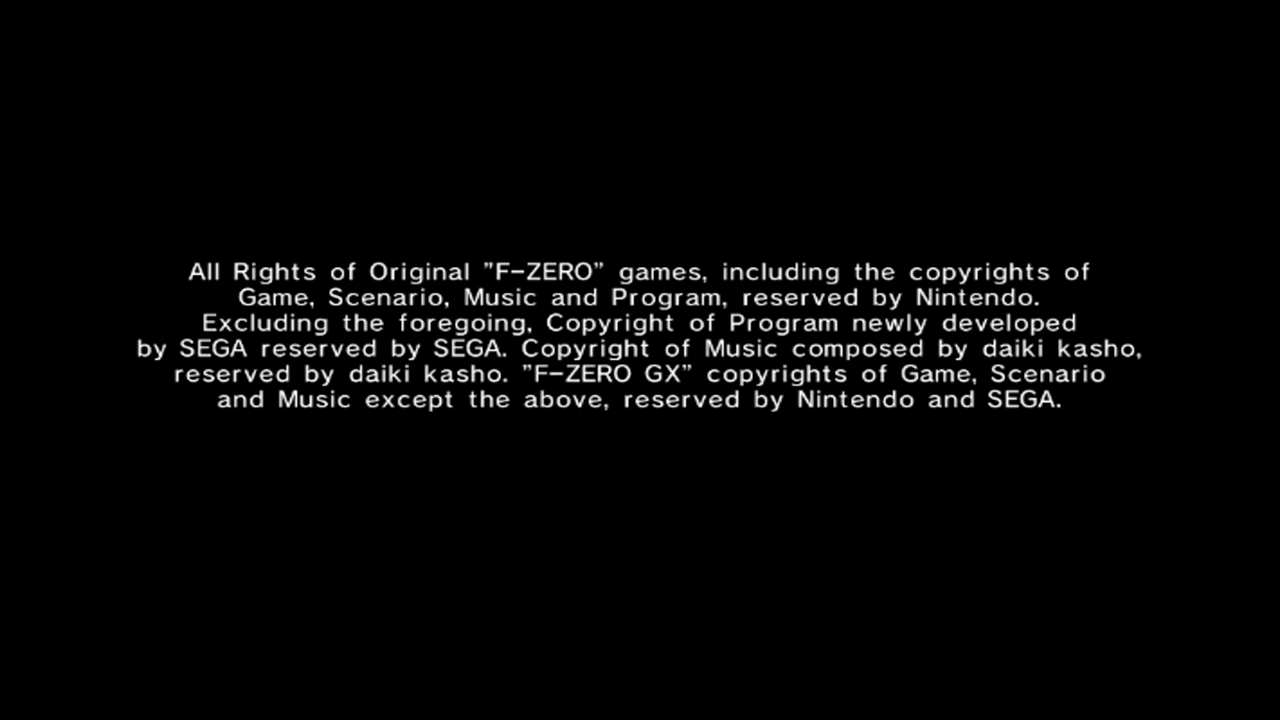 All Rights of Original "F-ZERO" games, including the copyrights of
Game, Scenario, Music and Program, reserved by Nintendo.
Excluding the foregoing, Copyright of Program newly developed
by SEGA reserved by SEGA. Copyright of Music composed by daiki kasho,
reserved by daiki kasho. "F-ZERO GX" copyrights of Game, Scenario
and Music except the above, reserved by Nintendo and SEGA.